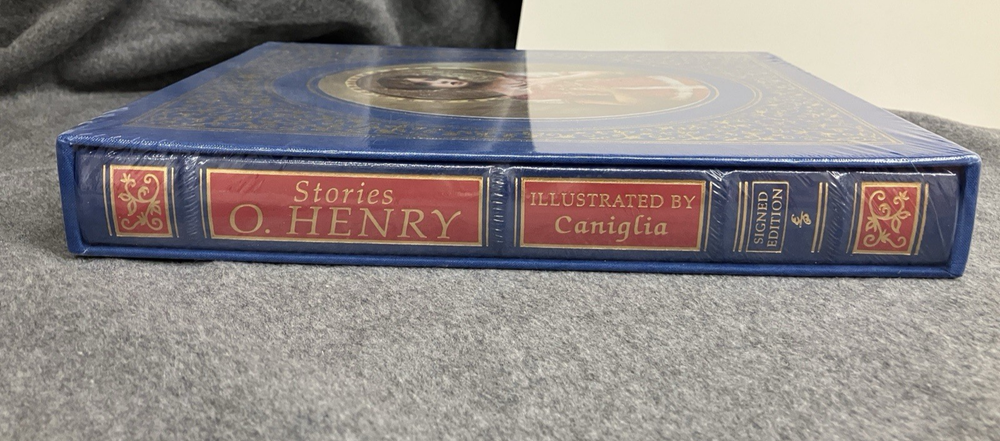 Stories
O. HENRY
ILLUSTRATED BY
Caniglia
SIGNED
EDITION